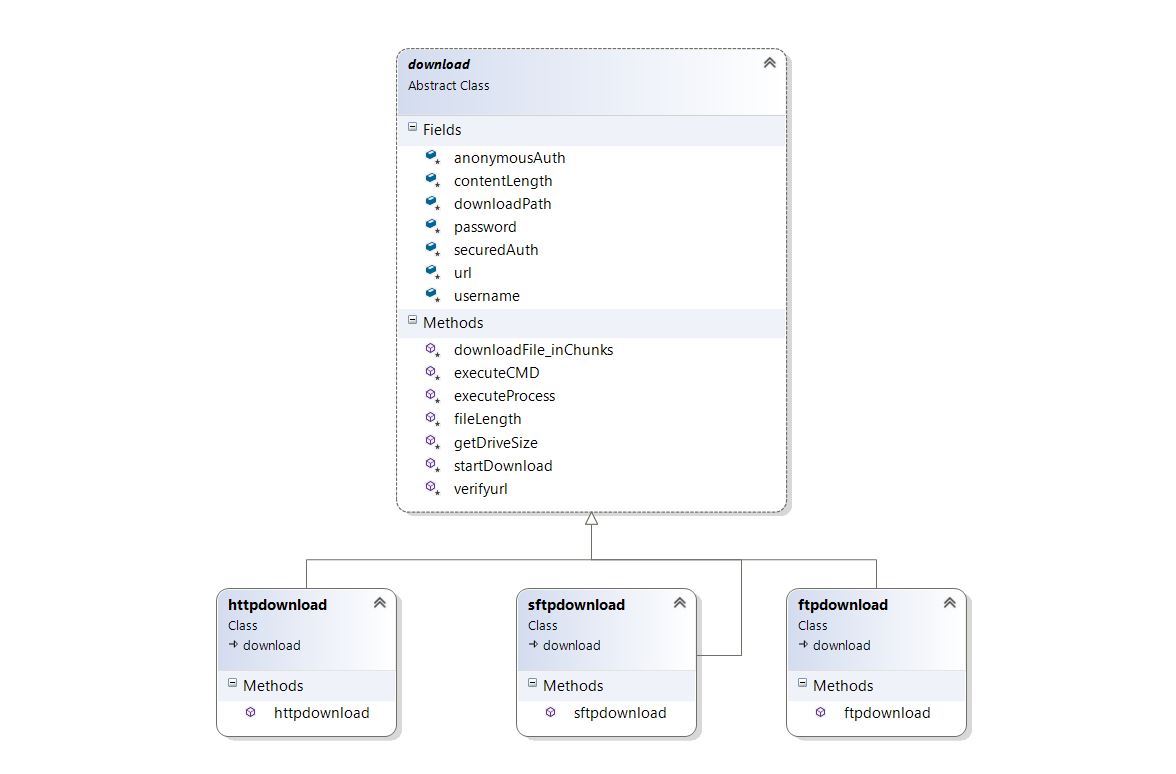 download
Abstract Class
Fields
anonymousAuth
contentLength
downloadPath
password
securedAuth
url
username
Methods
downloadFile_inChunks
executeCMD
executeProcess
fileLength
getDriveSize
startDownload
verifyurl
httpdownload
Class
download
Methods
httpdownload
sftpdownload
Class
download
Methods
sftpdownload
ftpdownload
Class
download
Methods
ftpdownload